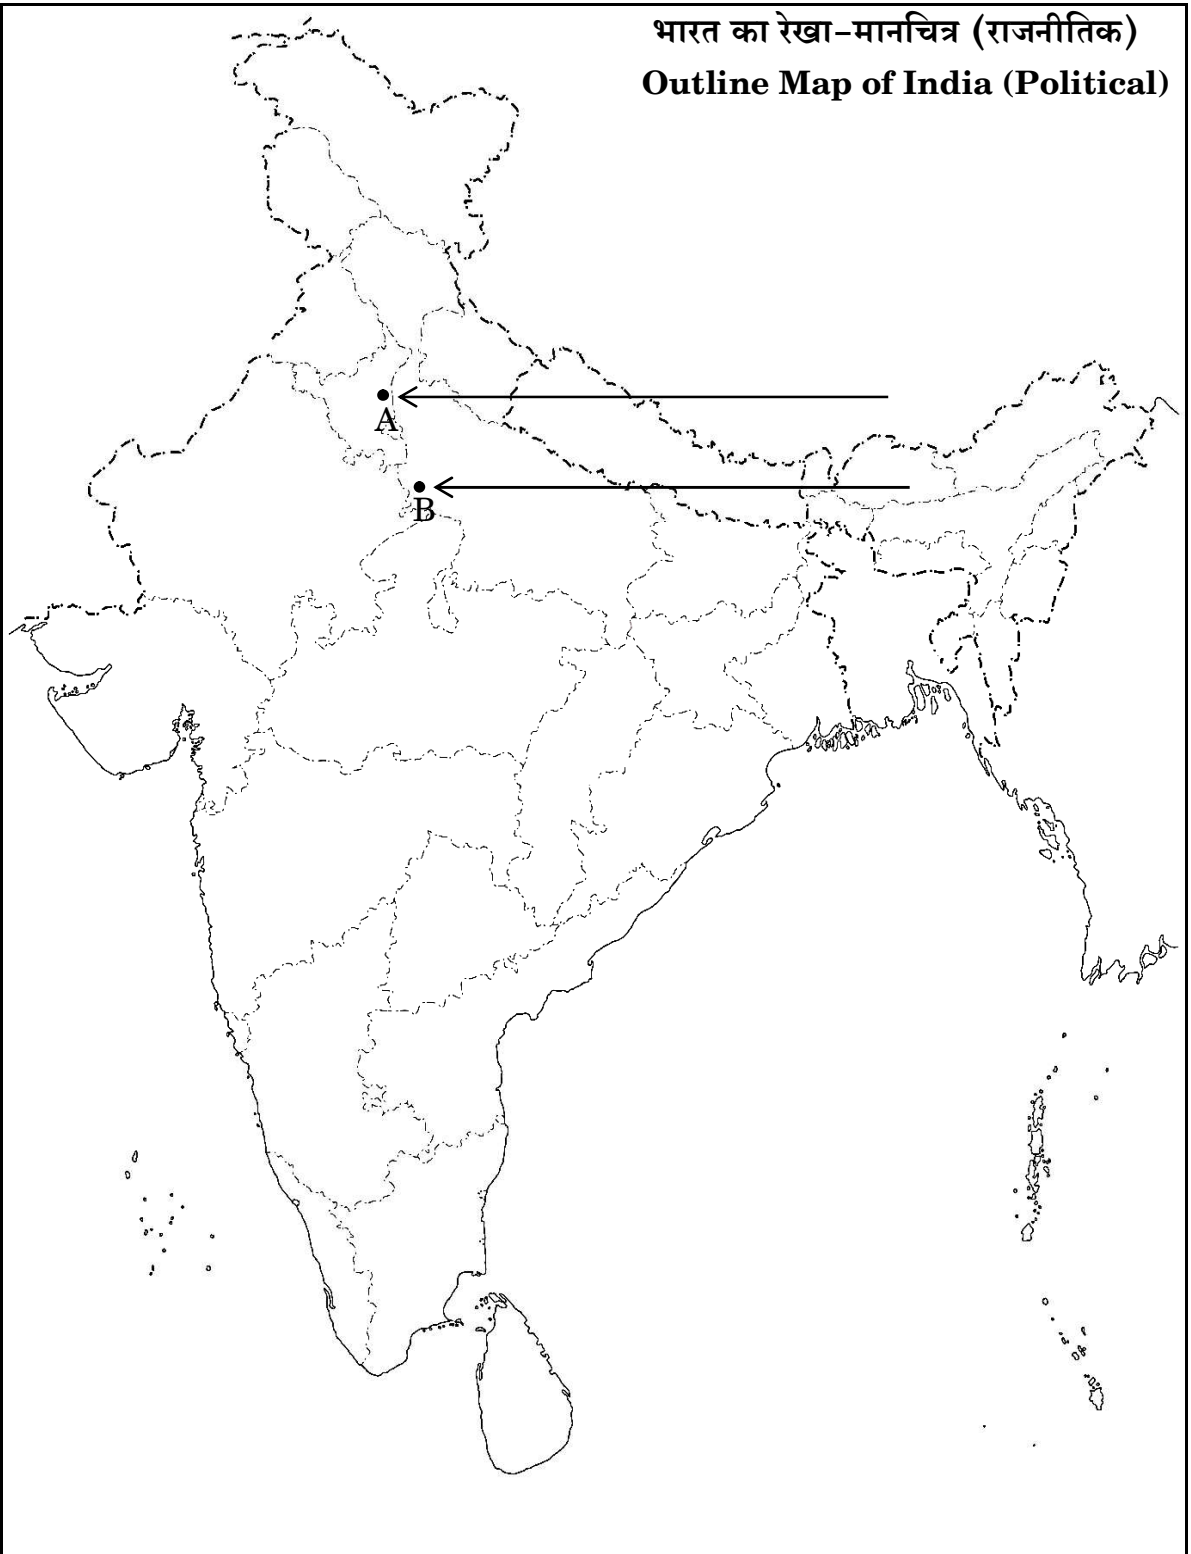 भारत का रेखा-मानचित्र (राजनीतिक)
Outline Map of India (Political)
A
B